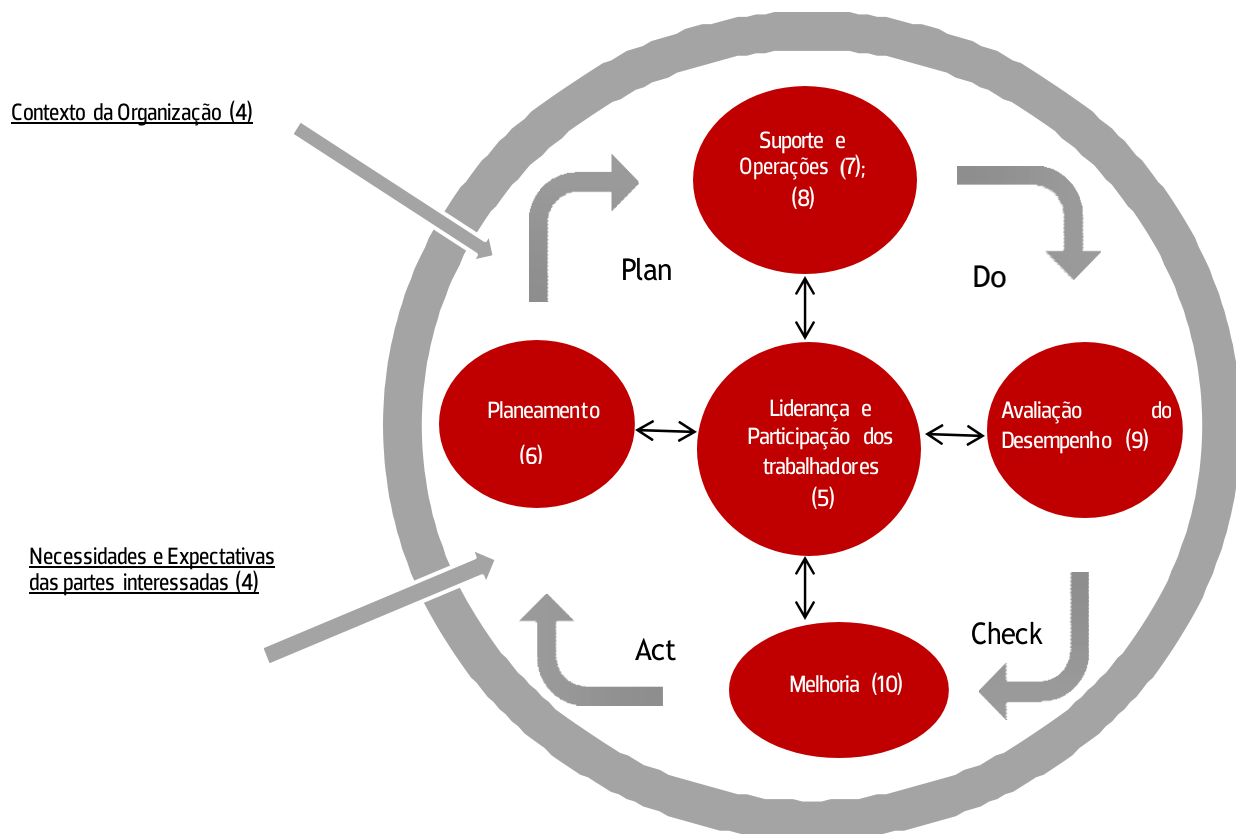 Contexto da Organização (4)
Suporte e
Operações (7);
(8)
Plan
Do
Planeamento
(6)
Liderança e
Participação dos
trabalhadores
(5)
Avaliação do
Desempenho (9)
Necessidades e Expectativas
das partes interessadas (4)
Act
Check
Melhoria (10)